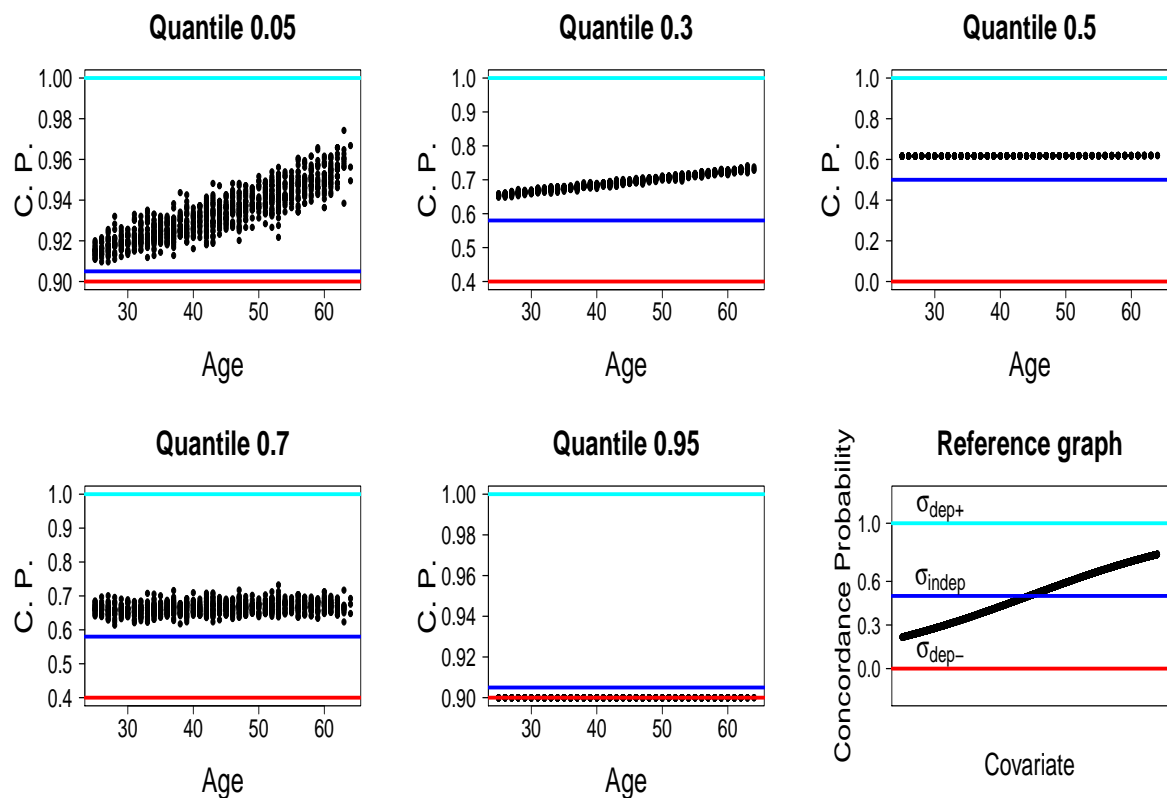 Quantile 0.05
C. P.
1.00
0.98
0.96
0.94
0.92
0.90
30 40 50 60
Age
Quantile 0.3
C. P.
1.0
0.9
0.8
0.7
0.6
0.5
0.4
30 40 50 60
Age
Quantile 0.5
C. P.
1.0
0.8
0.6
0.4
0.2
0.0
30 40 50 60
Age
Quantile 0.7
C. P.
1.0
0.9
0.8
0.7
0.6
0.5
0.4
30 40 50 60
Age
Quantile 0.95
C. P.
1.00
0.98
0.96
0.94
0.92
0.90
30 40 50 60
Age
Reference graph
Concordance Probability
1.0
0.6
0.3
0.0
σdep+
σindep
σdep−
Covariate